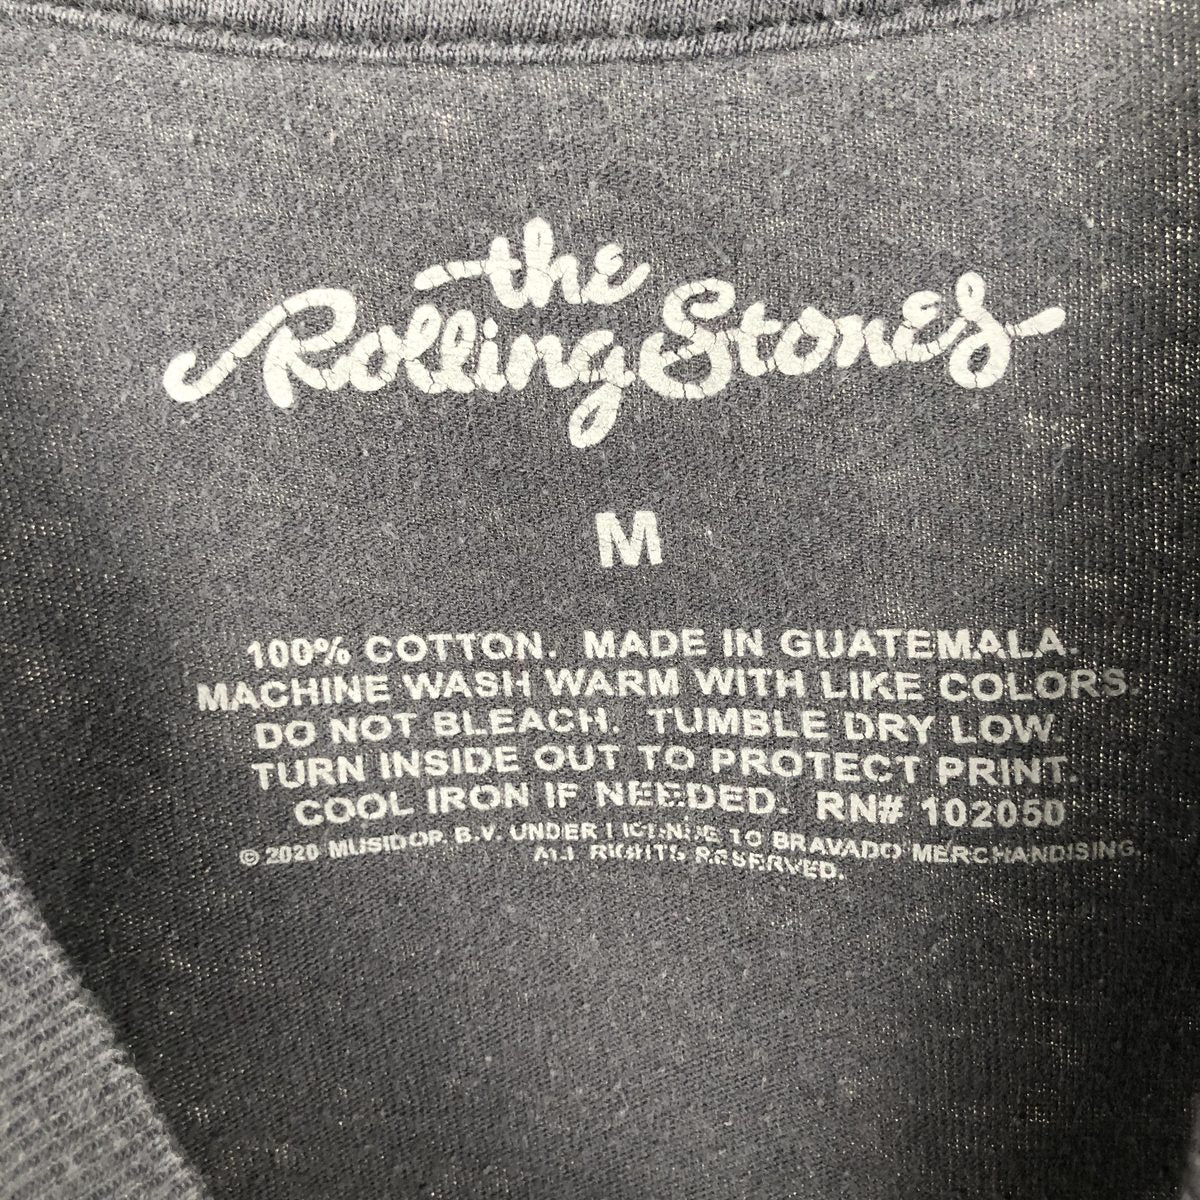 the
Rolling Stones
M
100% COTTON. MADE IN GUATEMALA.
MACHINE WASH WARM WITH LIKE COLORS.
DO NOT BLEACH. TUMBLE DRY LOW.
TURN INSIDE OUT TO PROTECT PRINT.
COOL IRON IF NEEDED. RN# 102050
© 2020 MUSIDOR B.V. UNDER LICENSE TO BRAVADO MERCHANDISING.
ALL RIGHTS RESERVED.